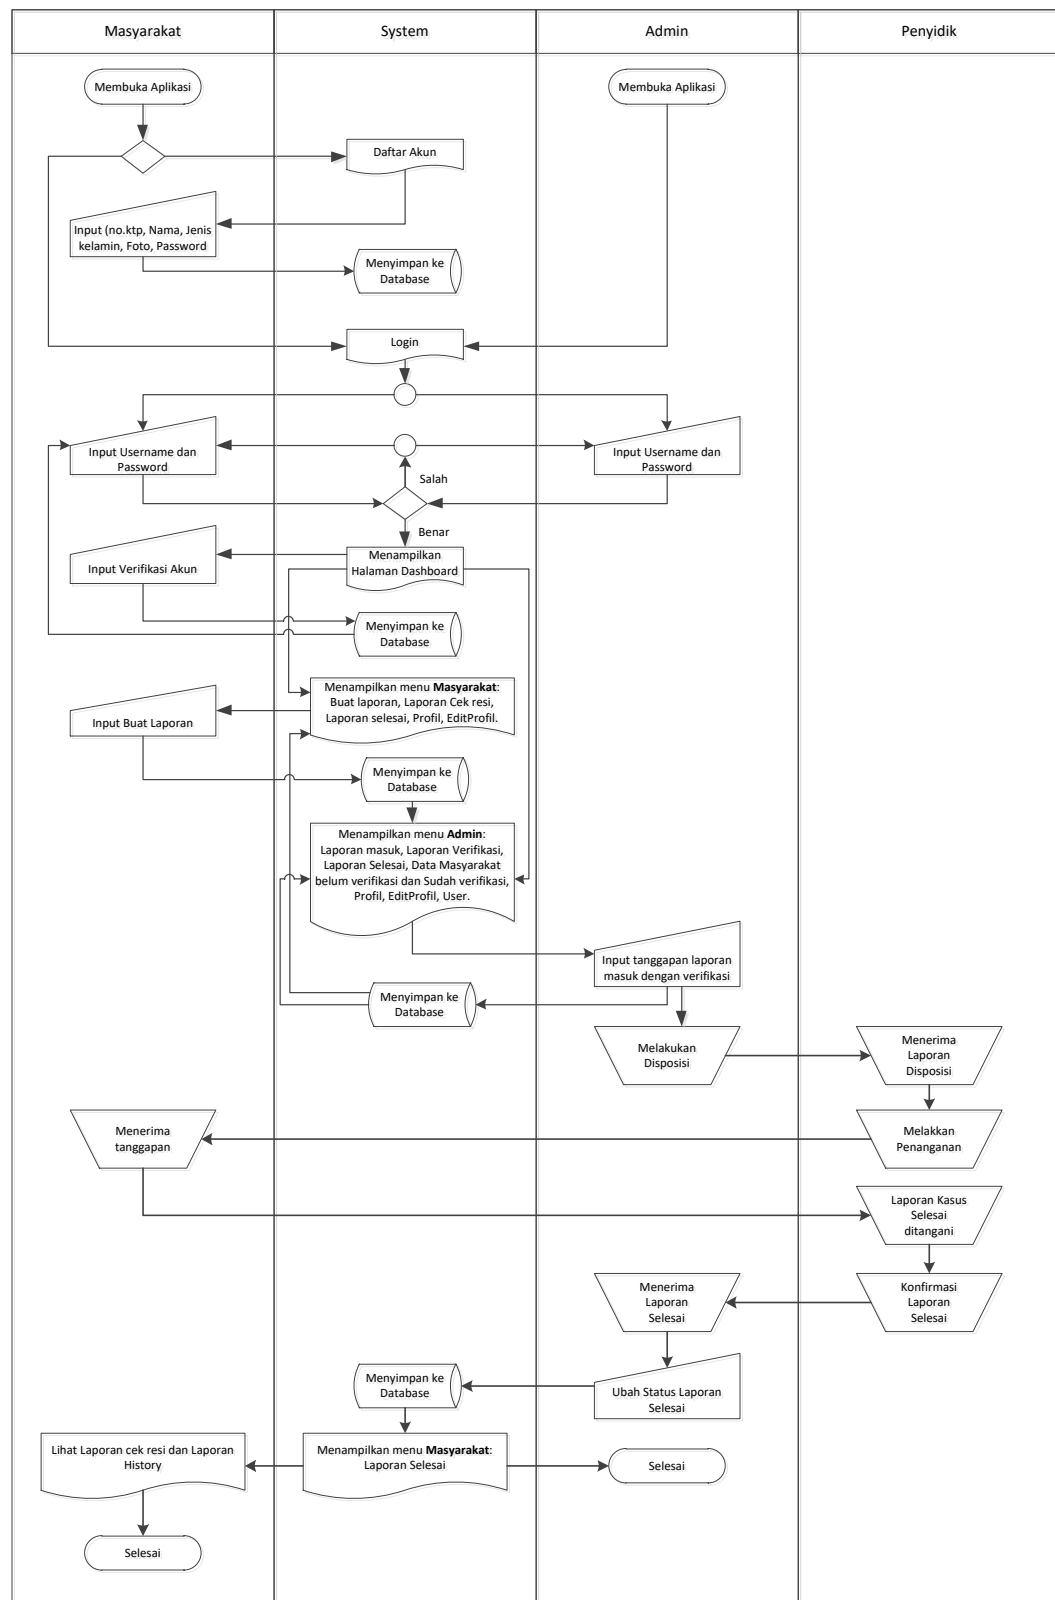 Masyarakat
System
Admin
Penyidik
Membuka Aplikasi
Membuka Aplikasi
Daftar Akun
Input (no.ktp, Nama, Jenis
kelamin, Foto, Password
Menyimpan ke
Database
Login
Input Username dan
Password
Input Username dan
Password
Salah
Benar
Menampilkan
Halaman Dashboard
Input Verifikasi Akun
Menyimpan ke
Database
Menampilkan menu Masyarakat:
Buat laporan, Laporan Cek resi,
Laporan selesai, Profil, EditProfil.
Input Buat Laporan
Menyimpan ke
Database
Menampilkan menu Admin:
Laporan masuk, Laporan Verifikasi,
Laporan Selesai, Data Masyarakat
belum verifikasi dan Sudah verifikasi,
Profil, EditProfil, User.
Input tanggapan laporan
masuk dengan verifikasi
Menyimpan ke
Database
Melakukan
Disposisi
Menerima
Laporan
Disposisi
Menerima
tanggapan
Melakkan
Penanganan
Laporan Kasus
Selesai
ditangani
Menerima
Laporan
Selesai
Konfirmasi
Laporan
Selesai
Menyimpan ke
Database
Ubah Status Laporan
Selesai
Lihat Laporan cek resi dan Laporan
History
Menampilkan menu Masyarakat:
Laporan Selesai
Selesai
Selesai